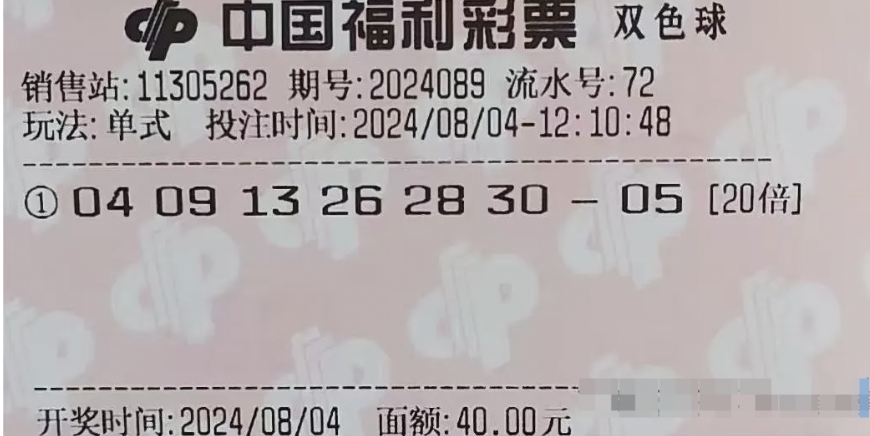 中国福利彩票 双色球
销售站:11305262 期号:2024089 流水号:72
玩法:单式 投注时间:2024/08/04-12:10:48
① 04 09 13 26 28 30 - 05 [20倍]
开奖时间:2024/08/04 面额:40.00元